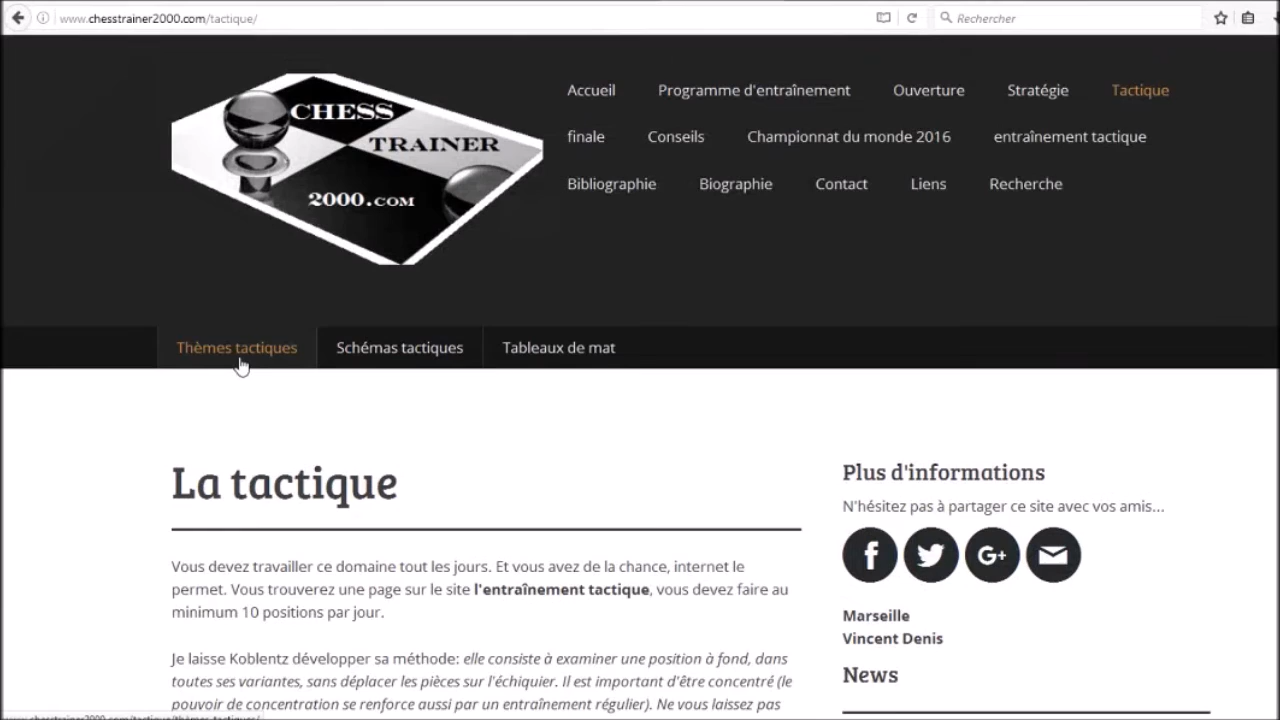 www.chesstrainer2000.com/tactique/
Rechercher
CHESS
TRAINER
2000.COM
Accueil Programme d'entraînement Ouverture Stratégie Tactique
finale Conseils Championnat du monde 2016 entraînement tactique
Bibliographie Biographie Contact Liens Recherche
Thèmes tactiques Schémas tactiques Tableaux de mat
La tactique
Vous devez travailler ce domaine tout les jours. Et vous avez de la chance, internet le
permet. Vous trouverez une page sur le site l'entraînement tactique, vous devez faire au
minimum 10 positions par jour.
Je laisse Koblentz développer sa méthode: elle consiste à examiner une position à fond, dans
toutes ses variantes, sans déplacer les pièces sur l'échiquier. Il est important d'être concentré (le
pouvoir de concentration se renforce aussi par un entraînement régulier). Ne vous laissez pas
Plus d'informations
N'hésitez pas à partager ce site avec vos amis...
f
G+
Marseille
Vincent Denis
News
www.chesstrainer2000.com/tactique/thèmes-tactiques/